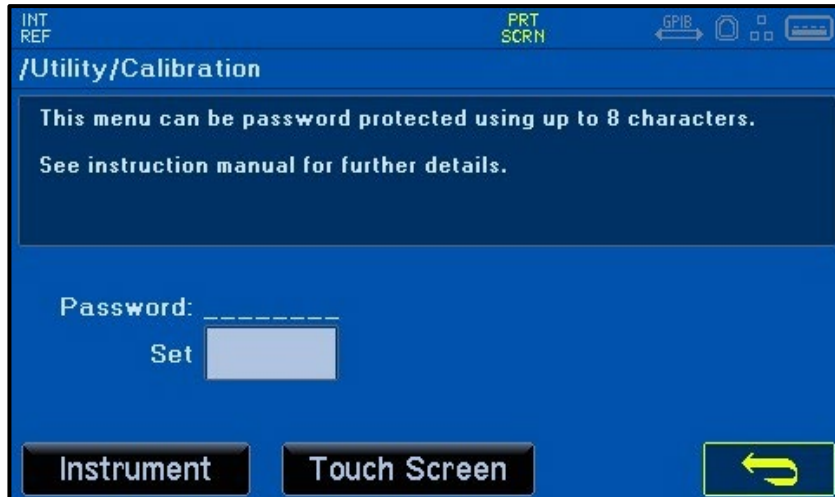 INT
REF
PRT
SCRN
GPIB
/Utility/Calibration
This menu can be password protected using up to 8 characters.
See instruction manual for further details.
Password: ________
Set
Instrument
Touch Screen